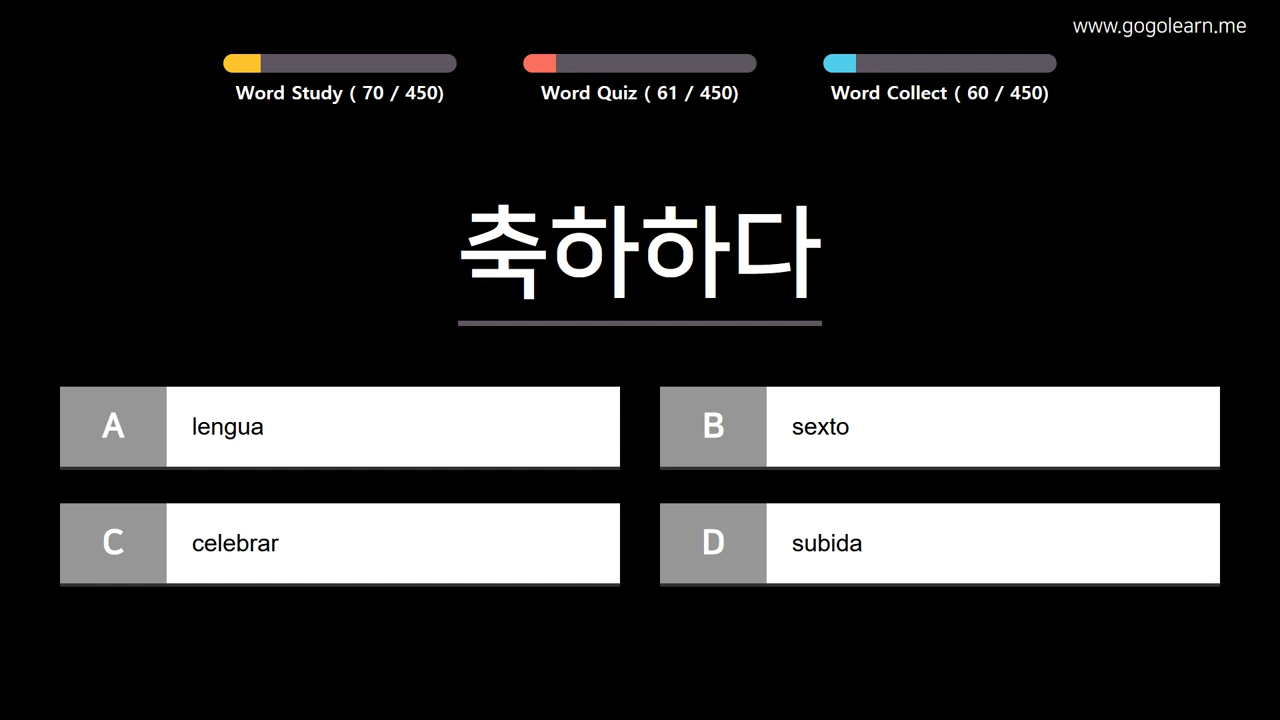 www.gogolearn.me
Word Study ( 70 / 450)
Word Quiz ( 61 / 450)
Word Collect ( 60 / 450)
축하하다
A lengua
B sexto
C celebrar
D subida